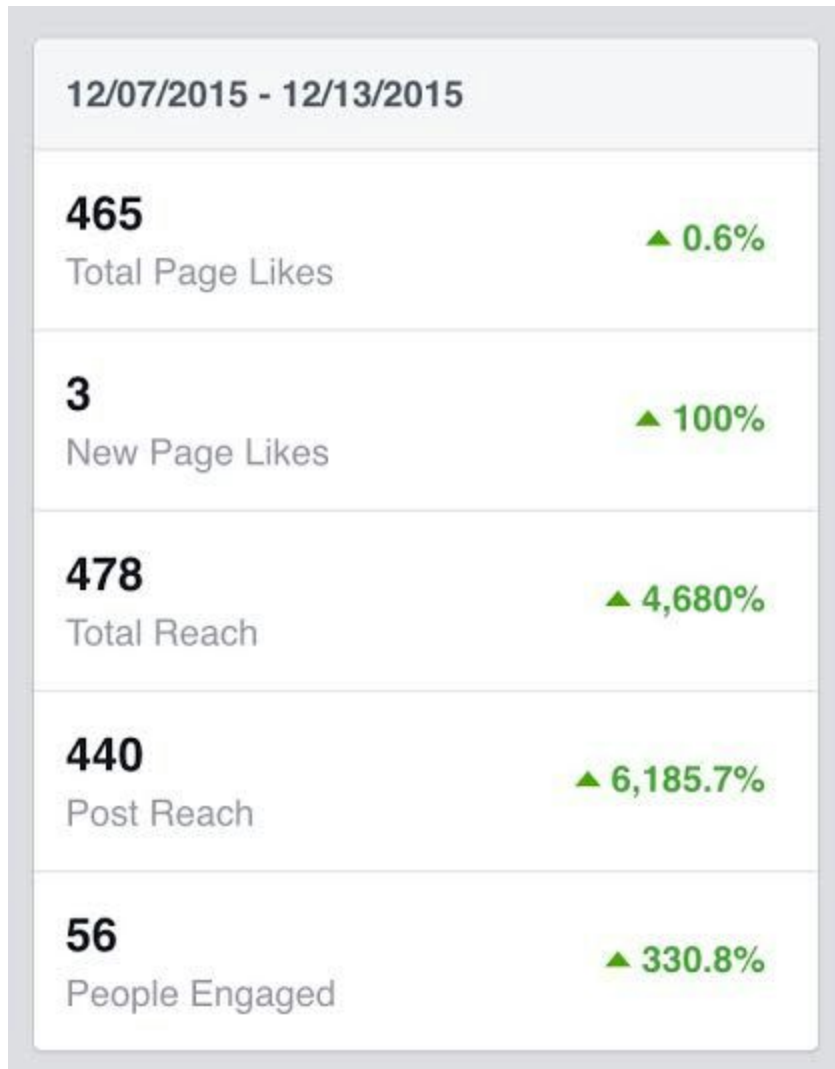 12/07/2015 - 12/13/2015
465
Total Page Likes
▲ 0.6%
3
New Page Likes
▲ 100%
478
Total Reach
▲ 4,680%
440
Post Reach
▲ 6,185.7%
56
People Engaged
▲ 330.8%